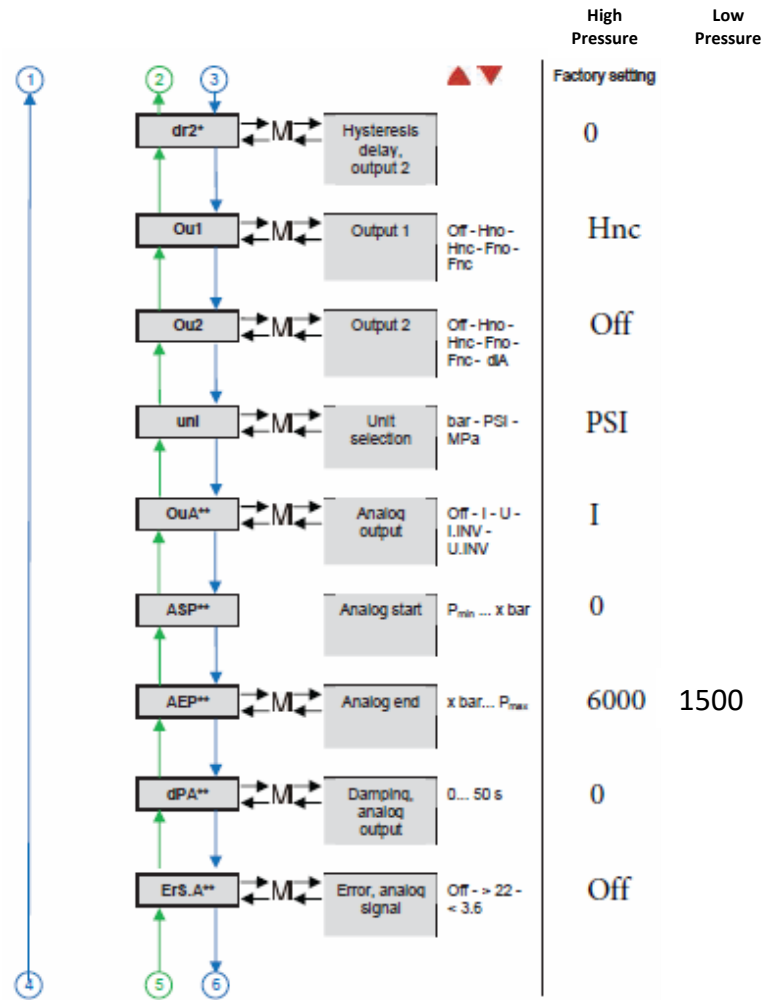 High Low
Pressure Pressure
1 2 3 Factory setting
dr2* M Hysteresis
delay,
output 2 0
Ou1 M Output 1 Off - Hno - Hnc
Hnc - Fno -
Fnc
Ou2 M Output 2 Off - Hno - Off
Hnc - Fno -
Fnc - dIA
uni M Unit
selection bar - PSI - PSI
MPa
OuA** M Analog
output Off - I - U - I
I.INV -
U.INV
ASP** Analog start Pmin ... x bar 0
AEP** M Analog end x bar... Pmax 6000 1500
dPA** M Damping,
analog
output 0... 50 s 0
ErS.A** M Error, analog
signal Off - > 22 - Off
< 3.6
4 5 6